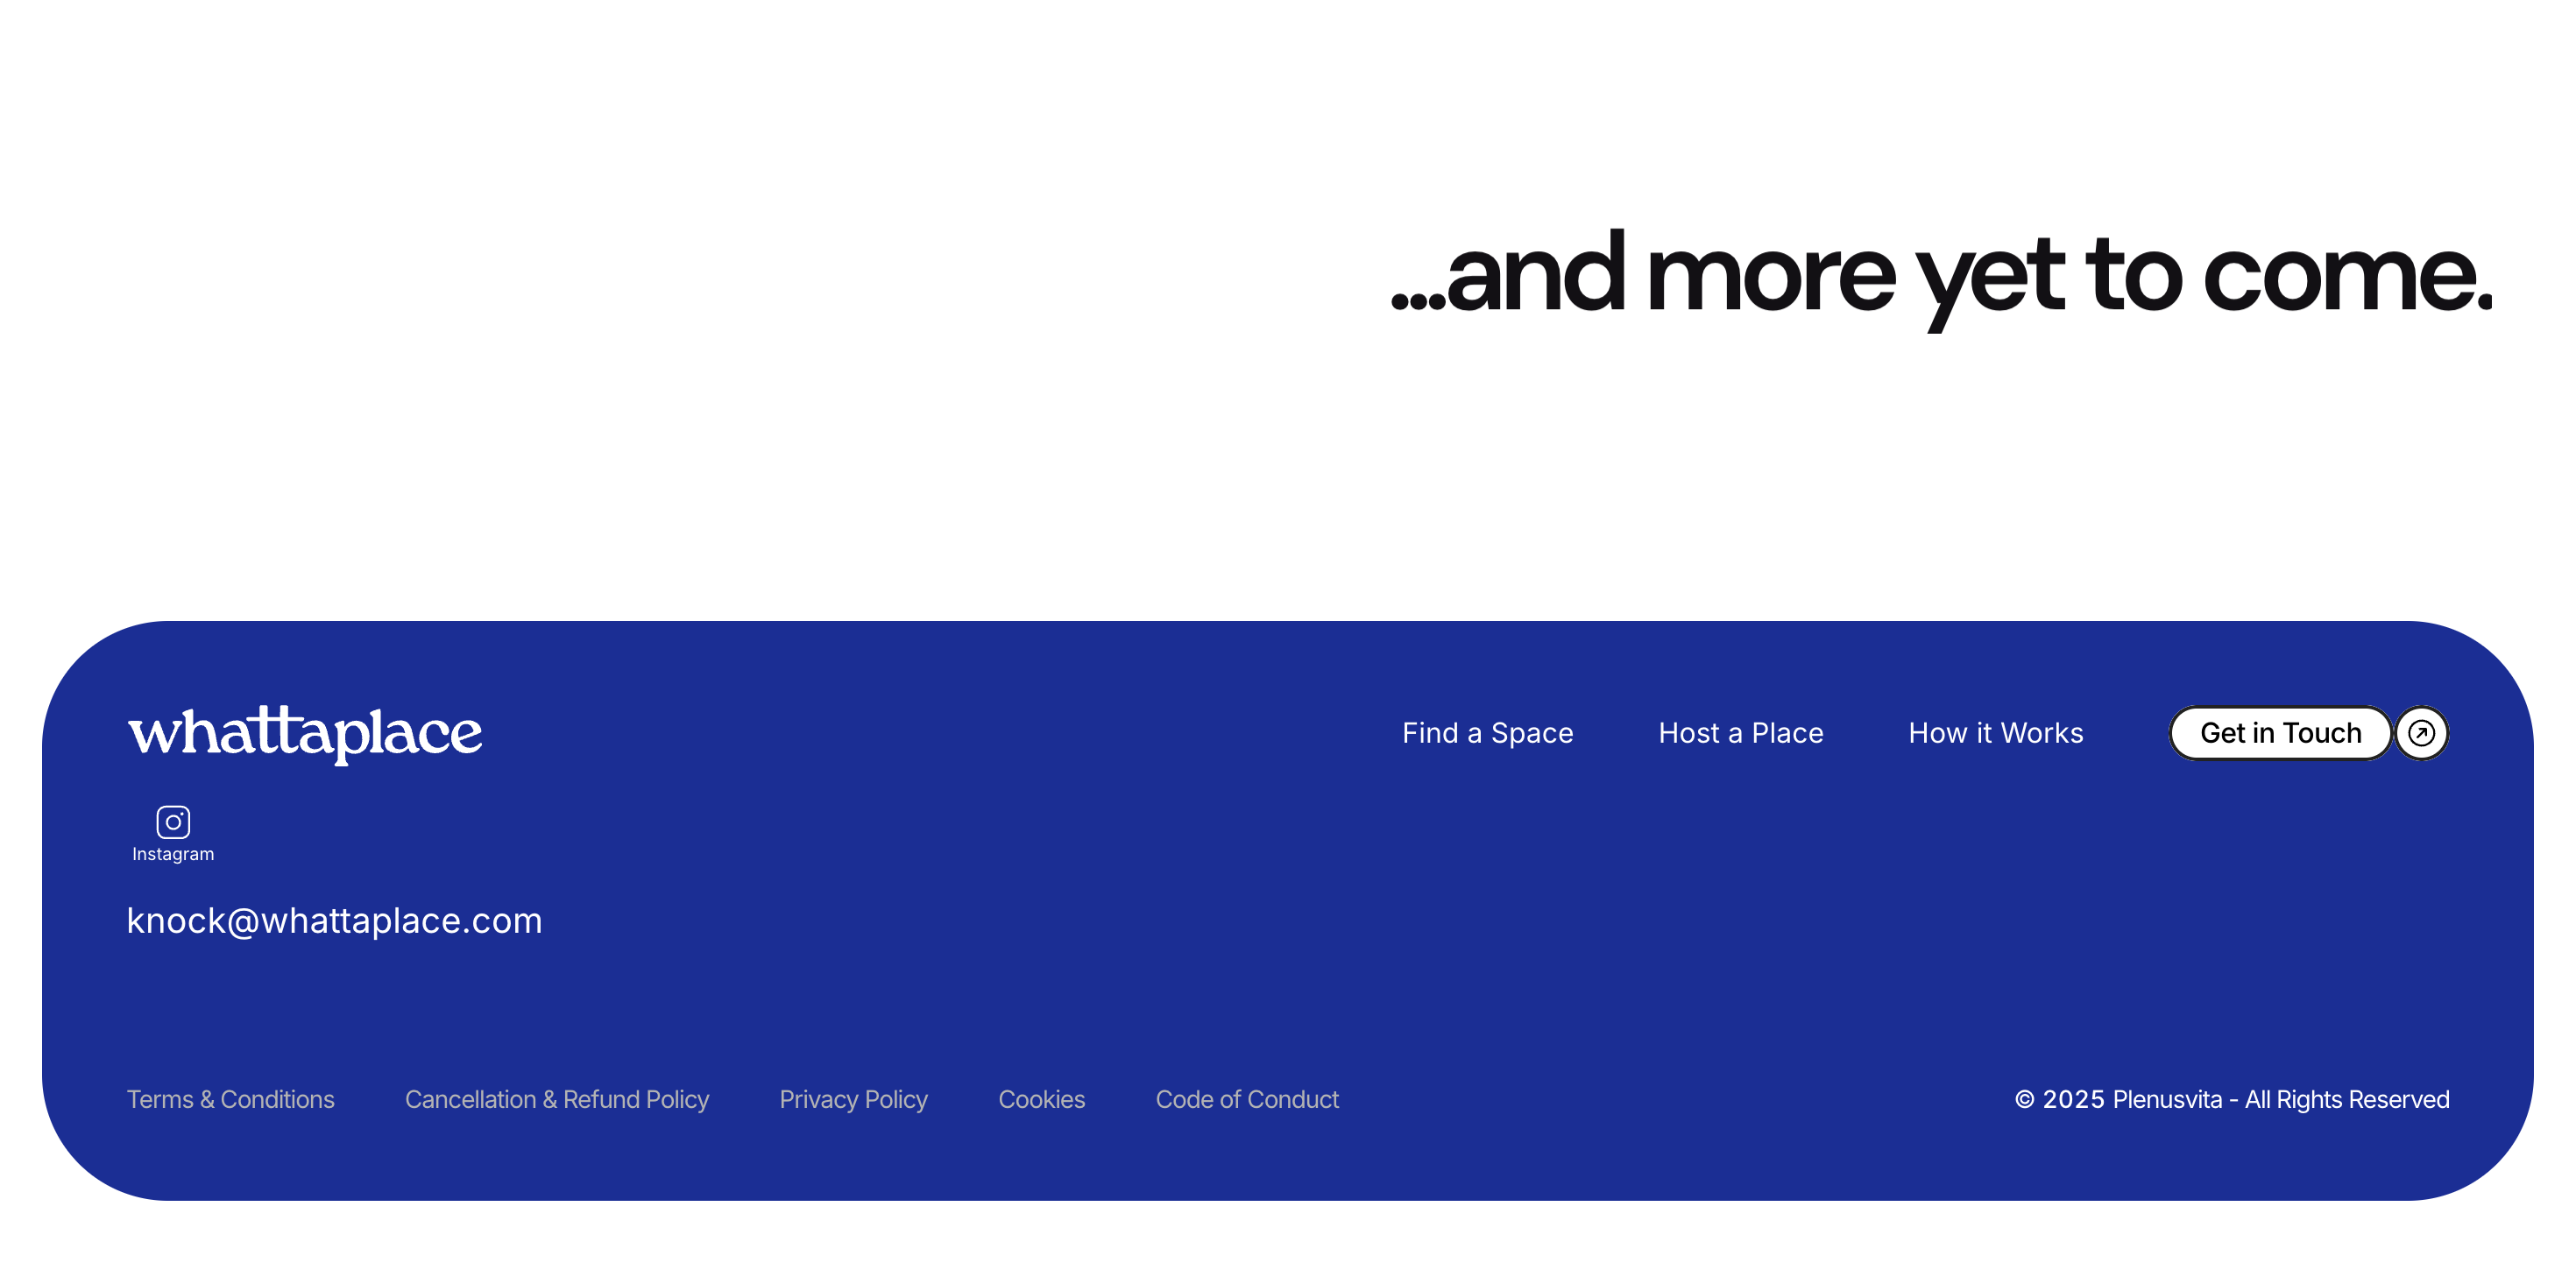 ...and more yet to come.
whattaplace
Find a Space
Host a Place
How it Works
Get in Touch
Instagram
knock@whattaplace.com
Terms & Conditions
Cancellation & Refund Policy
Privacy Policy
Cookies
Code of Conduct
© 2025 Plenusvita - All Rights Reserved